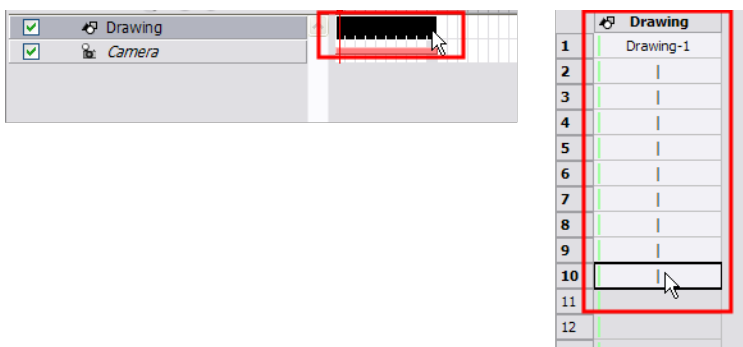 Drawing
Camera
Drawing
1 Drawing-1
2 |
3 |
4 |
5 |
6 |
7 |
8 |
9 |
10 |
11
12